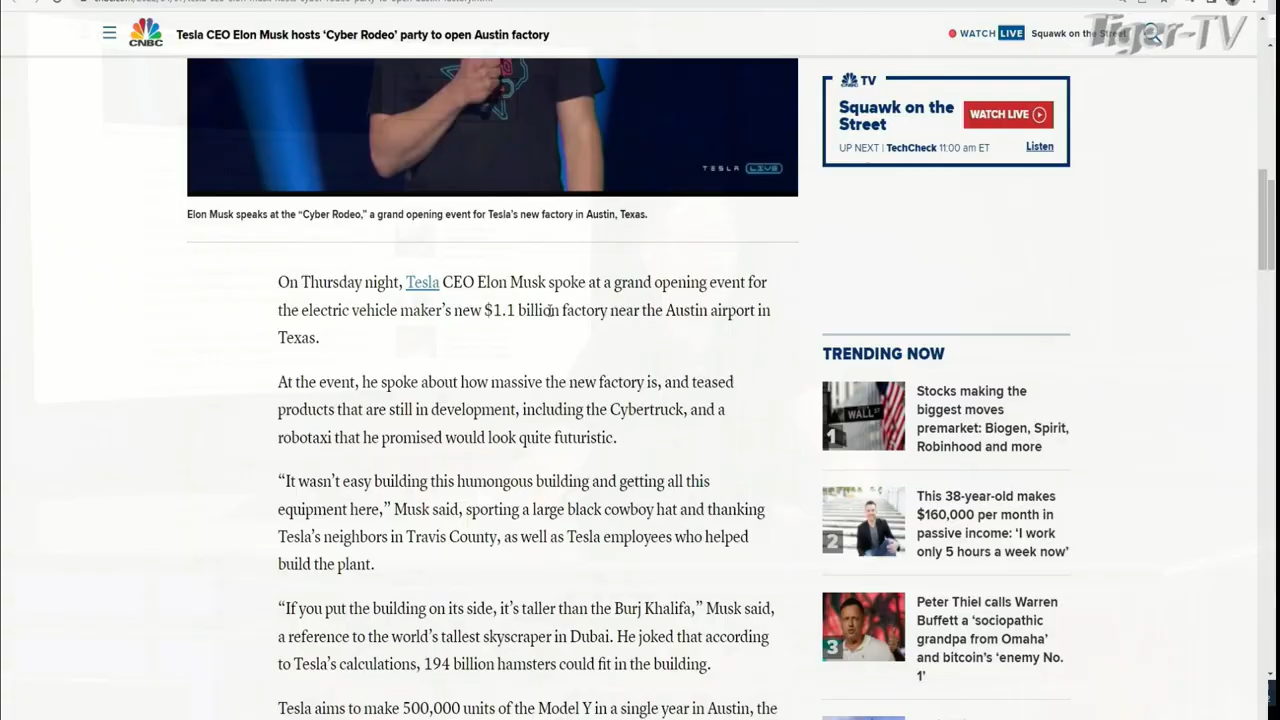 CNBC
Tesla CEO Elon Musk hosts ‘Cyber Rodeo’ party to open Austin factory
WATCH LIVE
Squawk on the Street
Tiger-TV
TESLA LIVE
Elon Musk speaks at the “Cyber Rodeo,” a grand opening event for Tesla's new factory in Austin, Texas.
On Thursday night, Tesla CEO Elon Musk spoke at a grand opening event for
the electric vehicle maker’s new $1.1 billion factory near the Austin airport in
Texas.
At the event, he spoke about how massive the new factory is, and teased
products that are still in development, including the Cybertruck, and a
robotaxi that he promised would look quite futuristic.
“It wasn’t easy building this humongous building and getting all this
equipment here,” Musk said, sporting a large black cowboy hat and thanking
Tesla’s neighbors in Travis County, as well as Tesla employees who helped
build the plant.
“If you put the building on its side, it’s taller than the Burj Khalifa,” Musk said,
a reference to the world’s tallest skyscraper in Dubai. He joked that according
to Tesla’s calculations, 194 billion hamsters could fit in the building.
Tesla aims to make 500,000 units of the Model Y in a single year in Austin, the
CNBC TV
Squawk on the
Street
WATCH LIVE
UP NEXT | TechCheck 11:00 am ET
Listen
TRENDING NOW
WALL ST
1
Stocks making the
biggest moves
premarket: Biogen, Spirit,
Robinhood and more
2
This 38-year-old makes
$160,000 per month in
passive income: ‘I work
only 5 hours a week now’
3
Peter Thiel calls Warren
Buffett a ‘sociopathic
grandpa from Omaha’
and bitcoin’s ‘enemy No.
1’